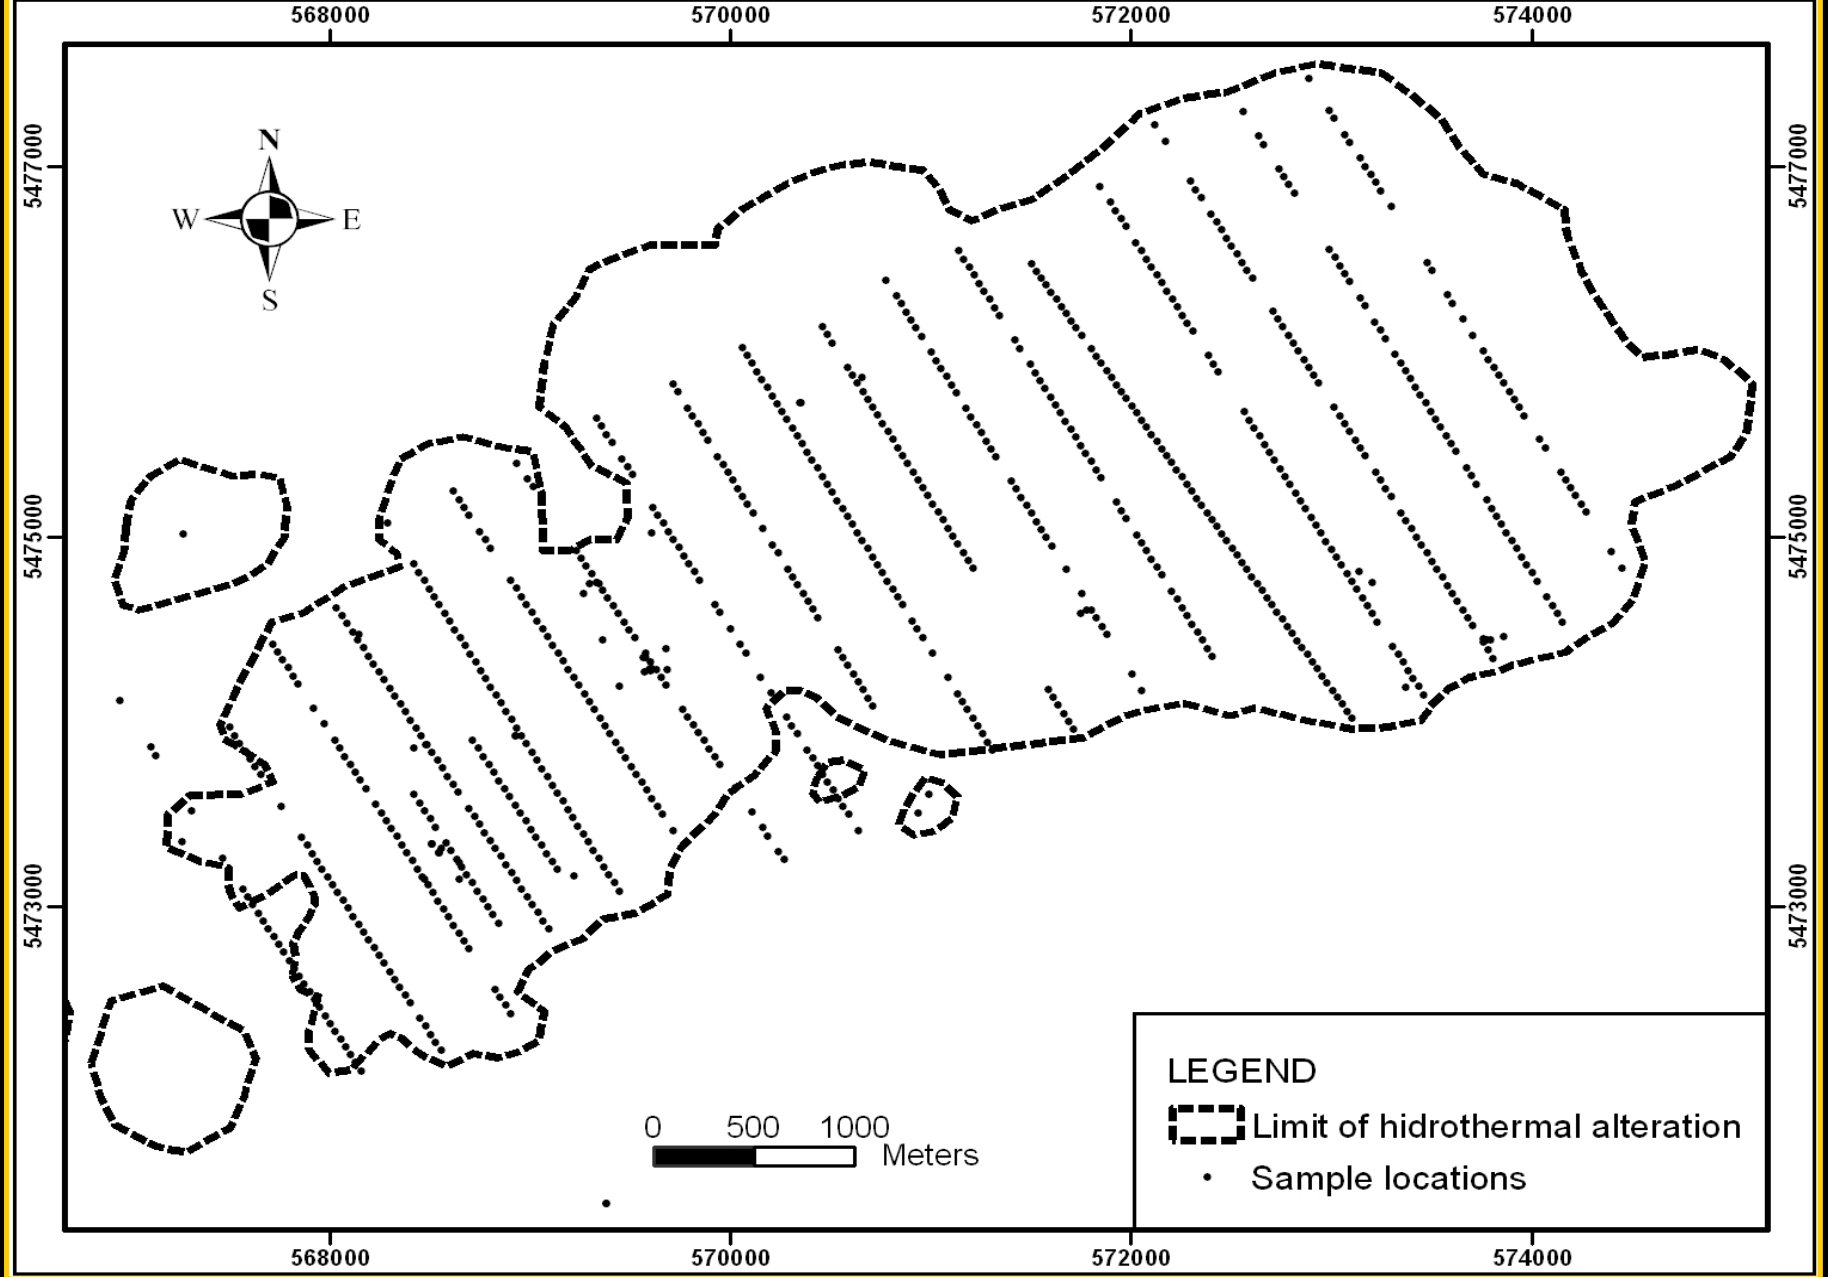 568000 570000 572000 574000
5477000 5477000
N
W E
S
5475000 5475000
5473000 5473000
LEGEND
Limit of hidrothermal alteration
Sample locations
0 500 1000
Meters
568000 570000 572000 574000